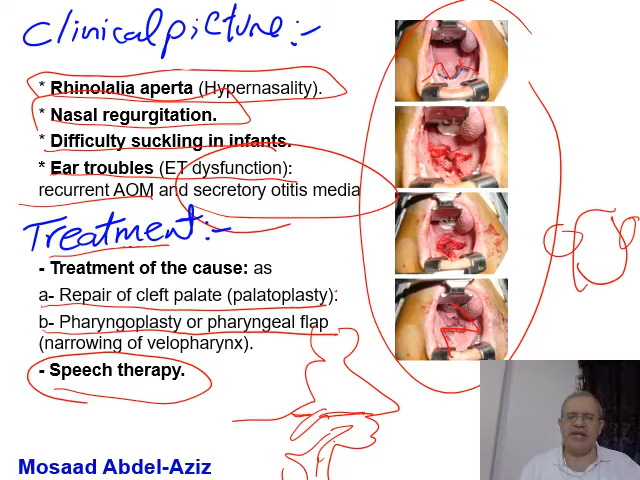 Clinical picture:-
* Rhinolalia aperta (Hypernasality).
* Nasal regurgitation.
* Difficulty suckling in infants.
* Ear troubles (ET dysfunction):
recurrent AOM and secretory otitis media
Treatment:-
- Treatment of the cause: as
a- Repair of cleft palate (palatoplasty):
b- Pharyngoplasty or pharyngeal flap
(narrowing of velopharynx).
- Speech therapy.
Mosaad Abdel-Aziz